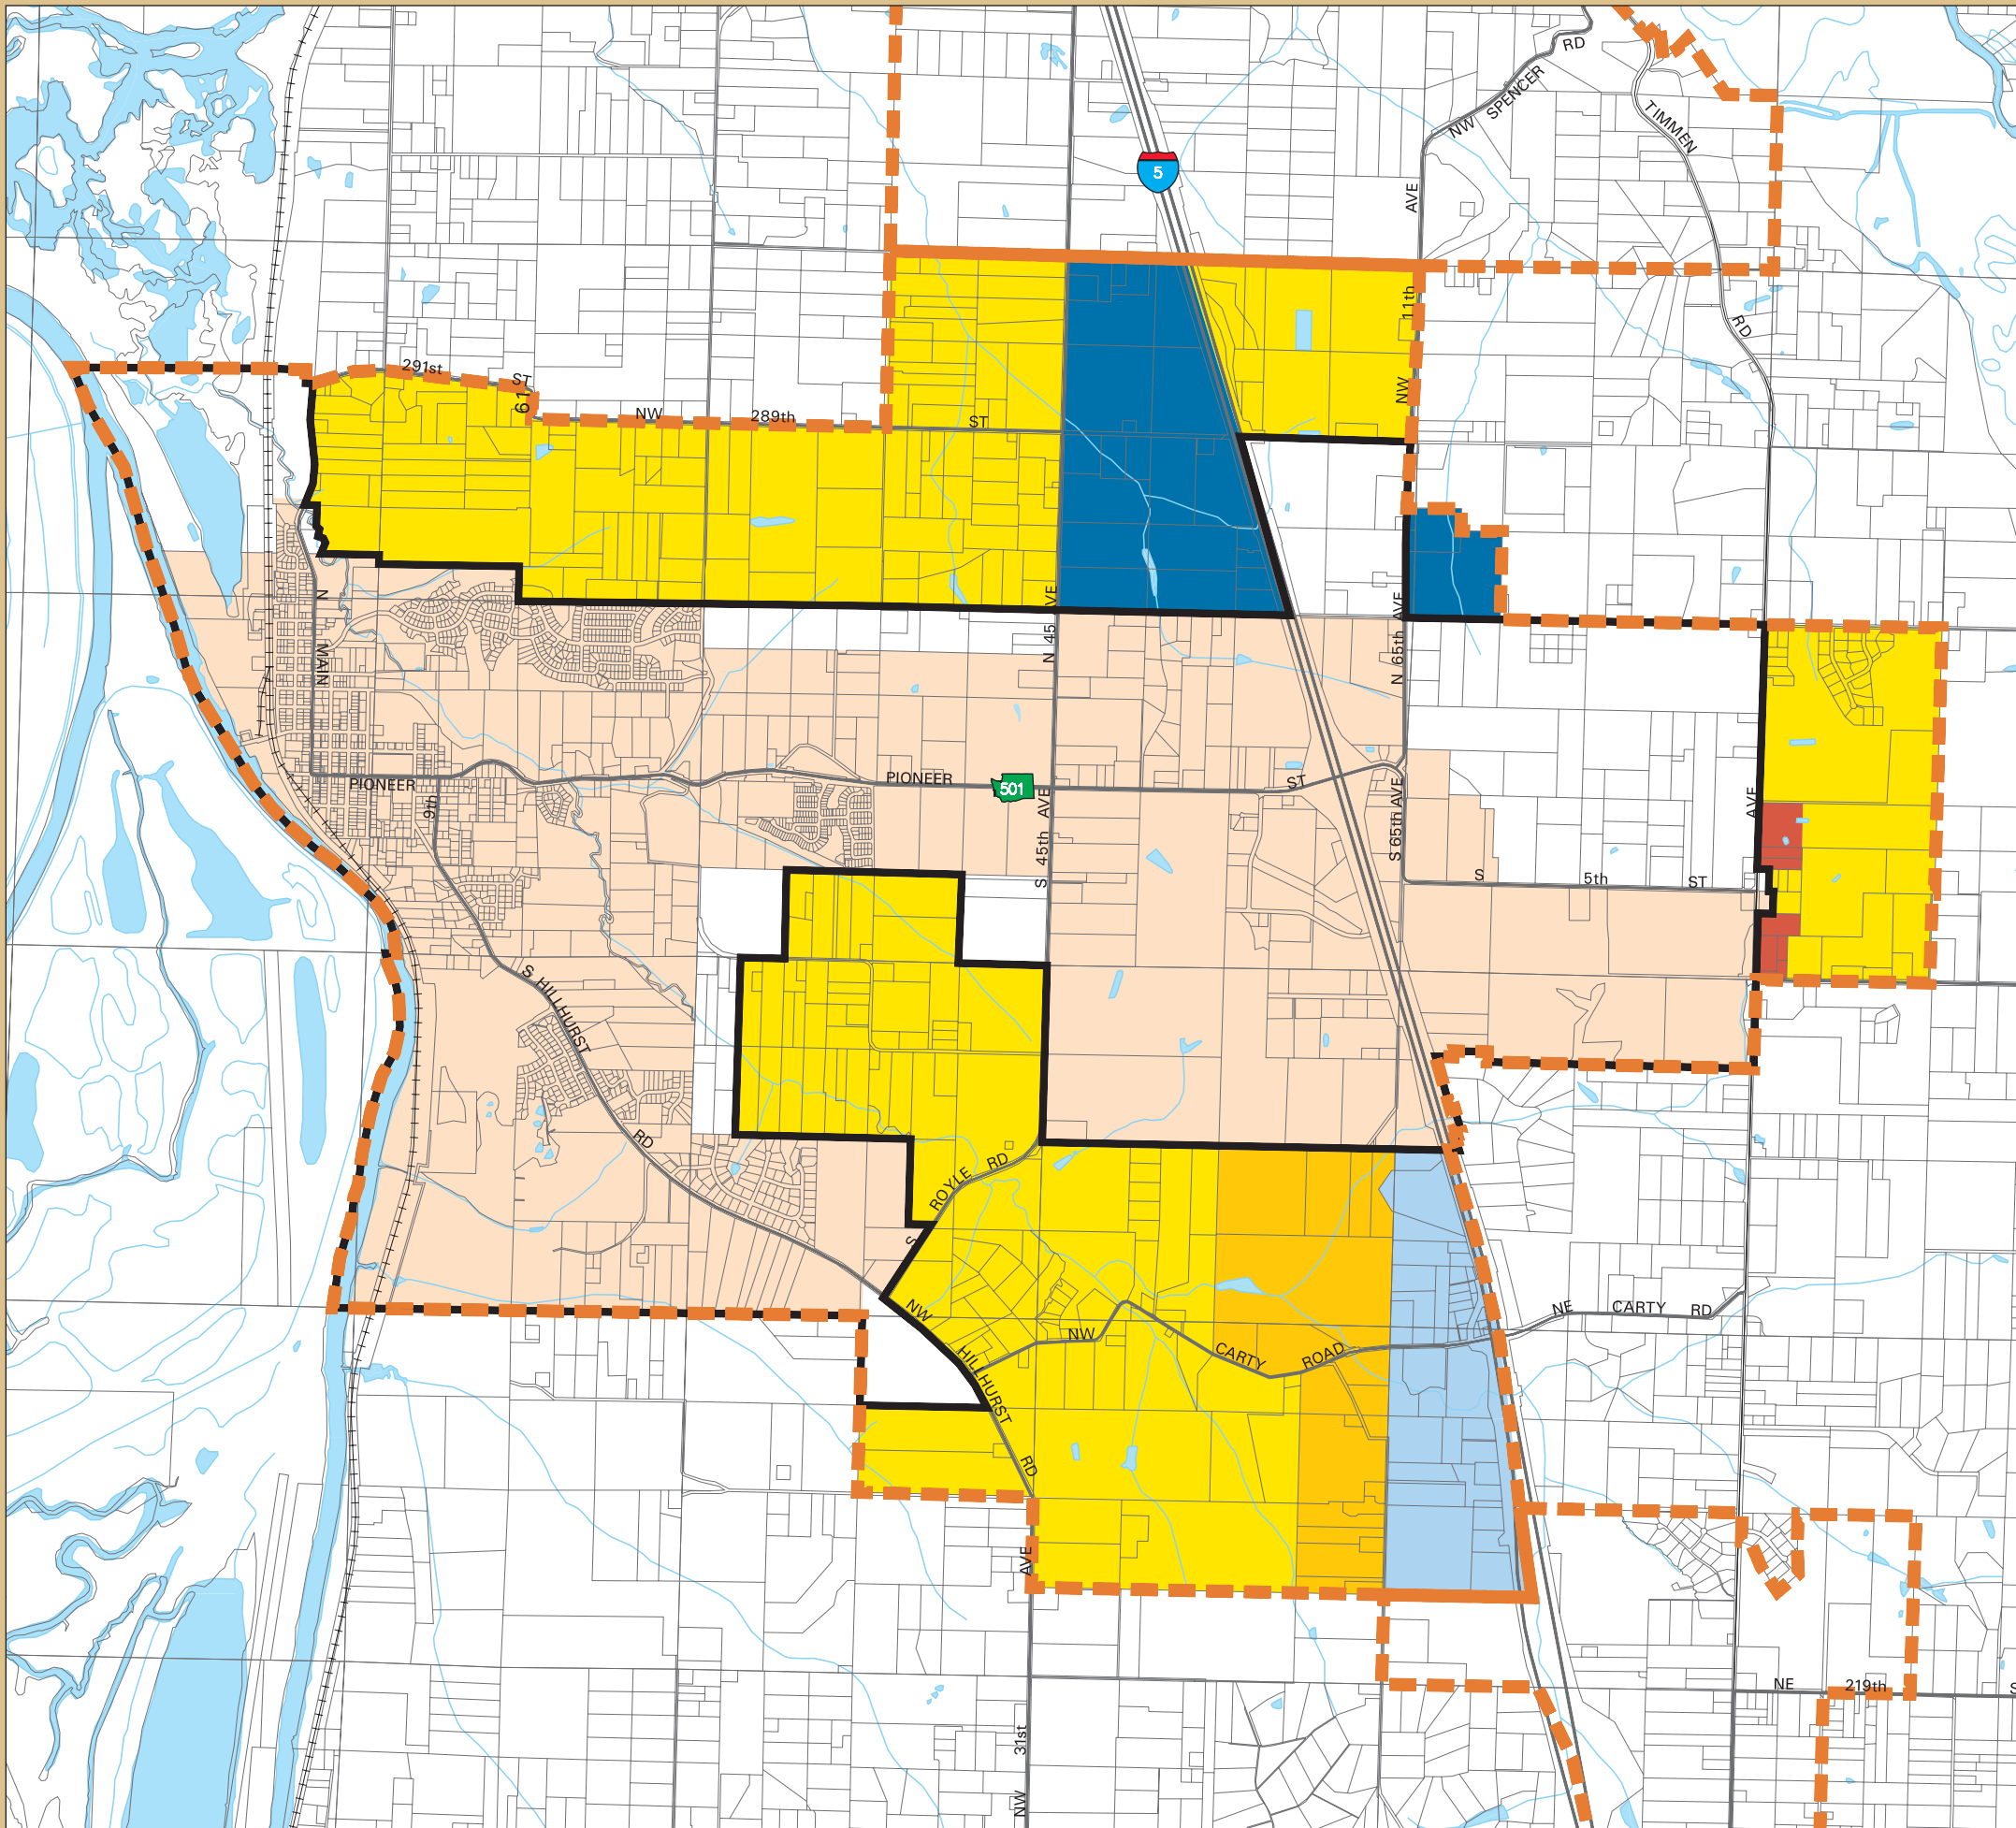 RD
NW SPENCER
TIMMEN
5
AVE
11th
RD
291st
ST
61
NW
289th
ST
NW
N
N 45
VE
N 65th AVE
MAIN
PIONEER
PIONEER
501
ST
9th
S 45th AVE
S 65th AVE
AVE
S
5th
ST
S HILLHURST
RD
ROYLE RD
S
NW
HILLHURST
RD
NW
CARTY
ROAD
NE
CARTY
RD
AVE
NE
219th
S
31st
NW